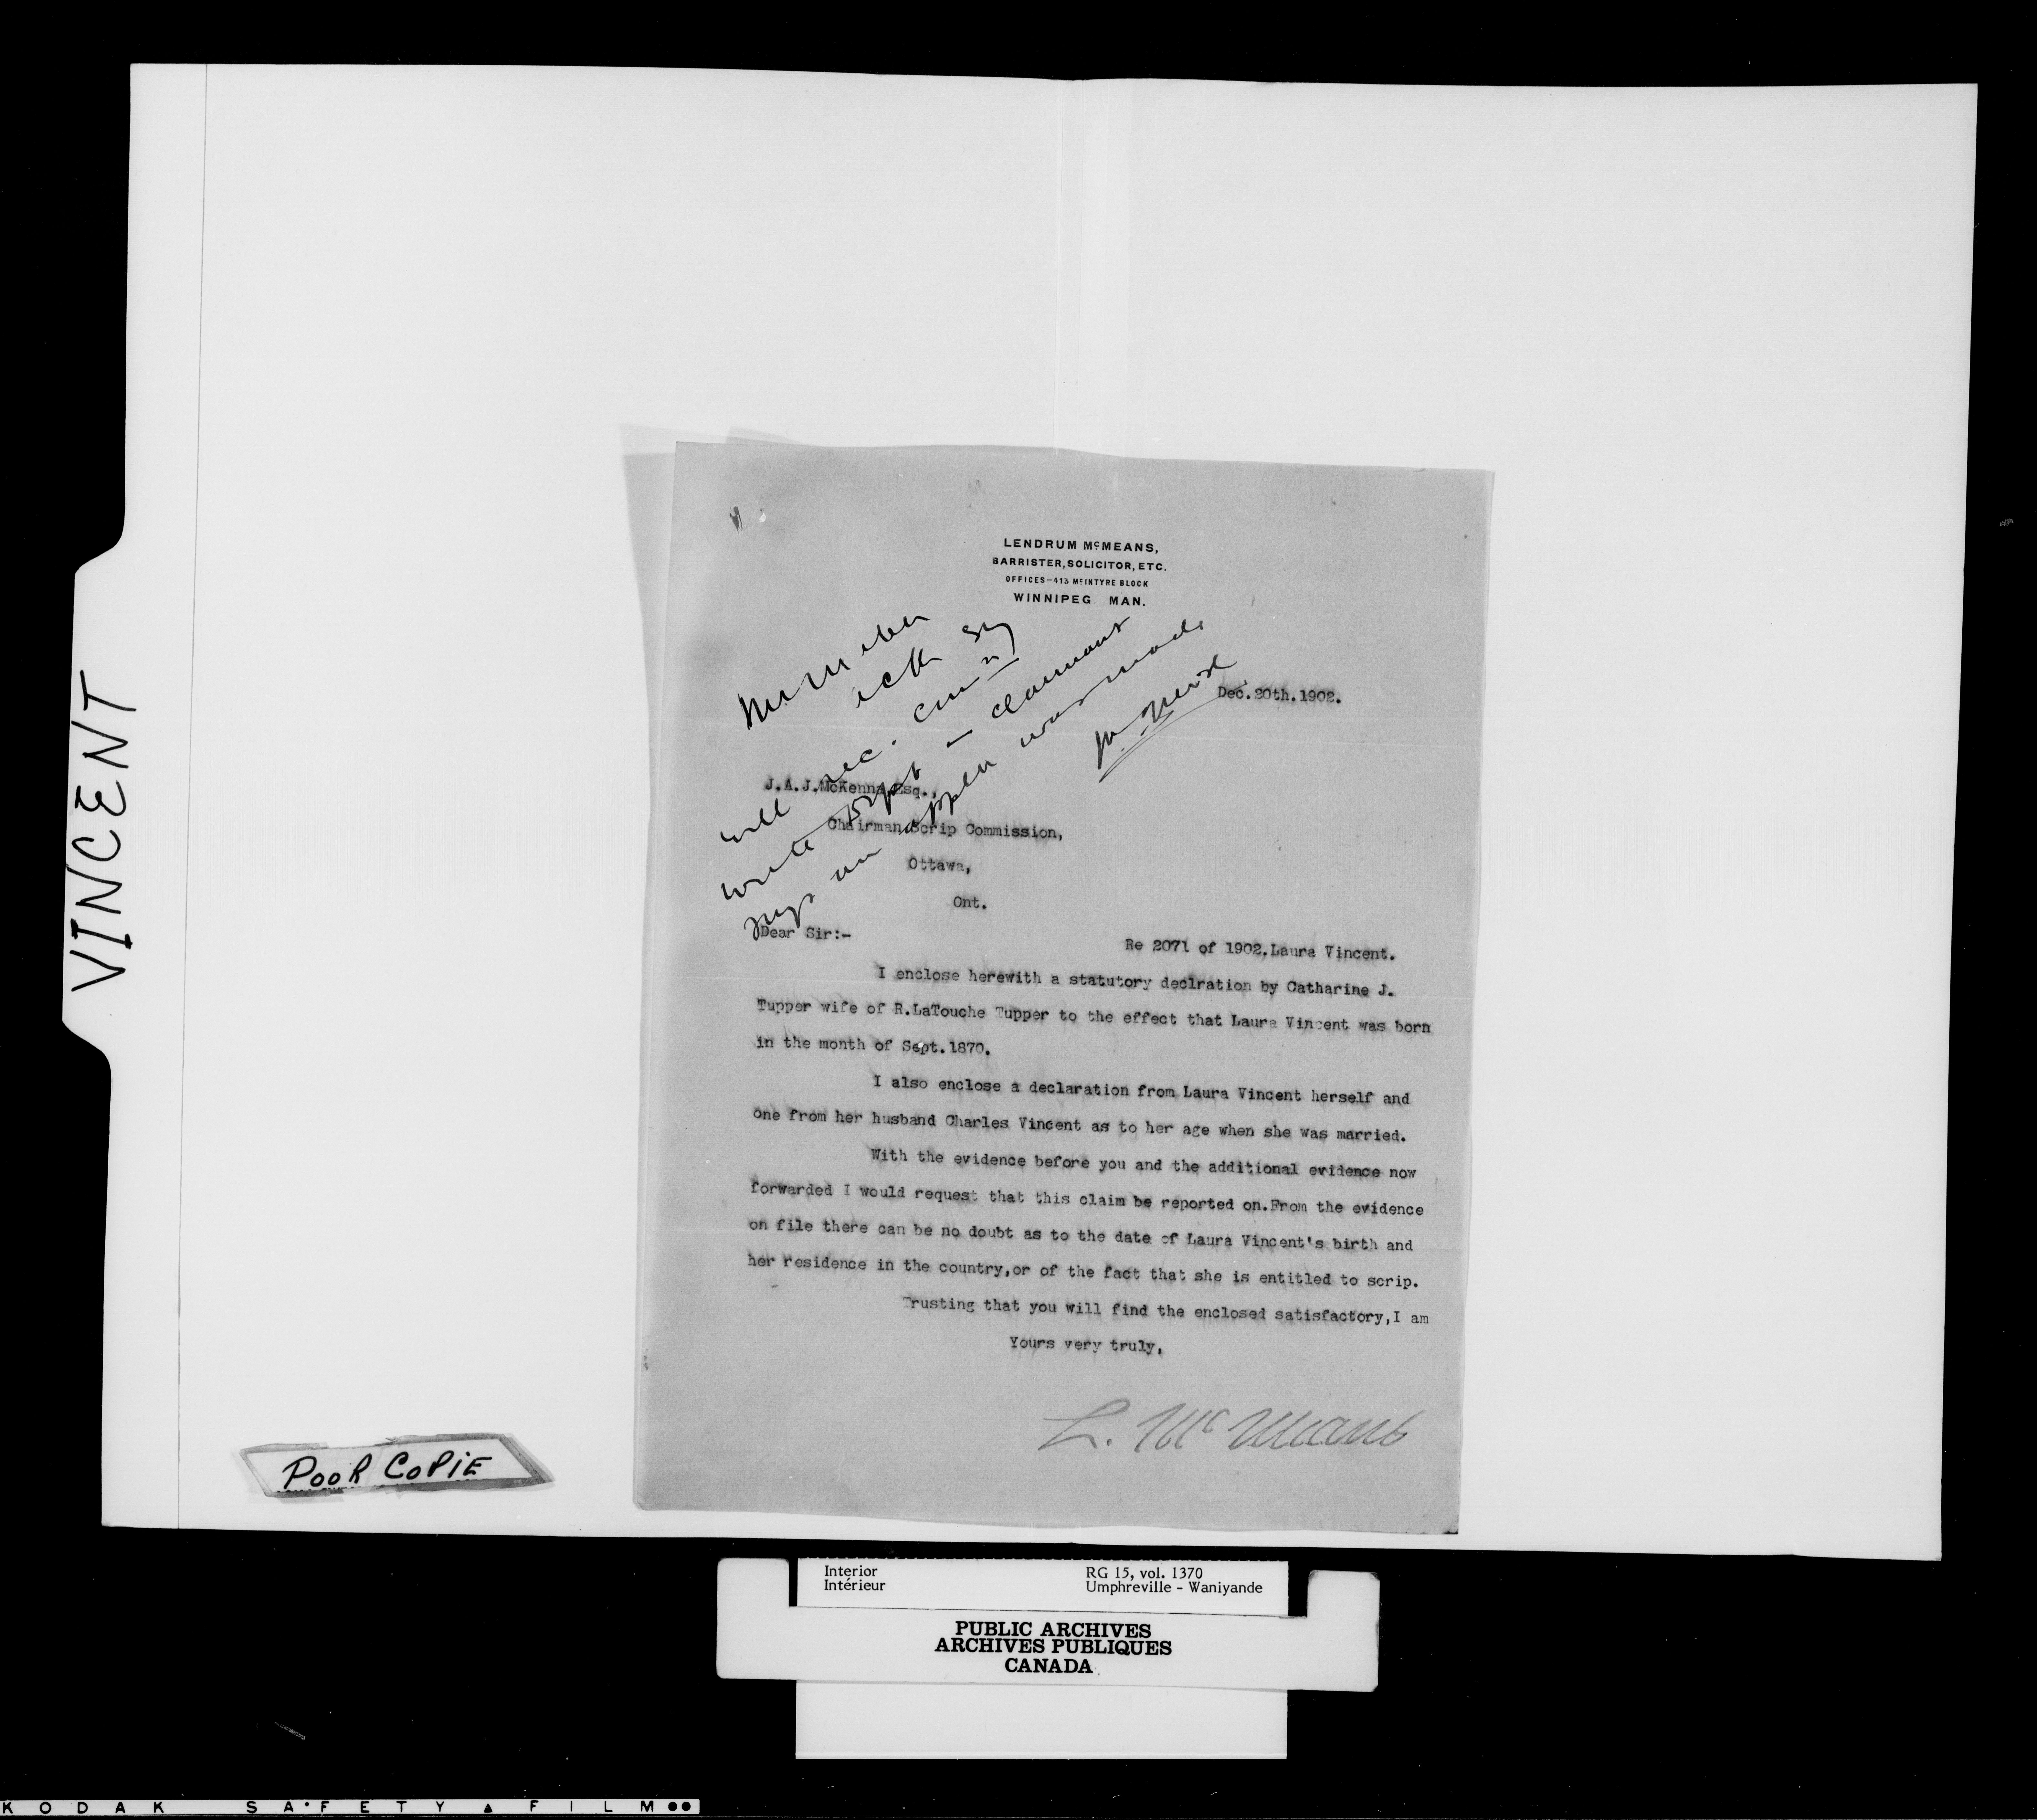 VINCENT
LENDRUM McMEANS,
BARRISTER, SOLICITOR, ETC.
OFFICES-413 McINTYRE BLOCK
WINNIPEG MAN.
Dec.20th.1902.
ack
will rec.
claimant
was made
J.A.J.McKenna,Esq.,
Chairman Scrip Commission,
Ottawa,
Ont.
Dear Sir:-
Re 2071 of 1902,Laura Vincent.
I enclose herewith a statutory declration by Catharine J.
Tupper wife of R.LaTouche Tupper to the effect that Laura Vincent was born
in the month of Sept.1870.
I also enclose a declaration from Laura Vincent herself and
one from her husband Charles Vincent as to her age when she was married.
With the evidence before you and the additional evidence now
forwarded I would request that this claim be reported on.From the evidence
on file there can be no doubt as to the date of Laura Vincent's birth and
her residence in the country,or of the fact that she is entitled to scrip.
Trusting that you will find the enclosed satisfactory,I am
Yours very truly,
L. McMeans
POOR COPIE
Interior
Intérieur
RG 15, vol. 1370
Umphreville - Waniyande
PUBLIC ARCHIVES
ARCHIVES PUBLIQUES
CANADA
KODAK SAFETY FILM